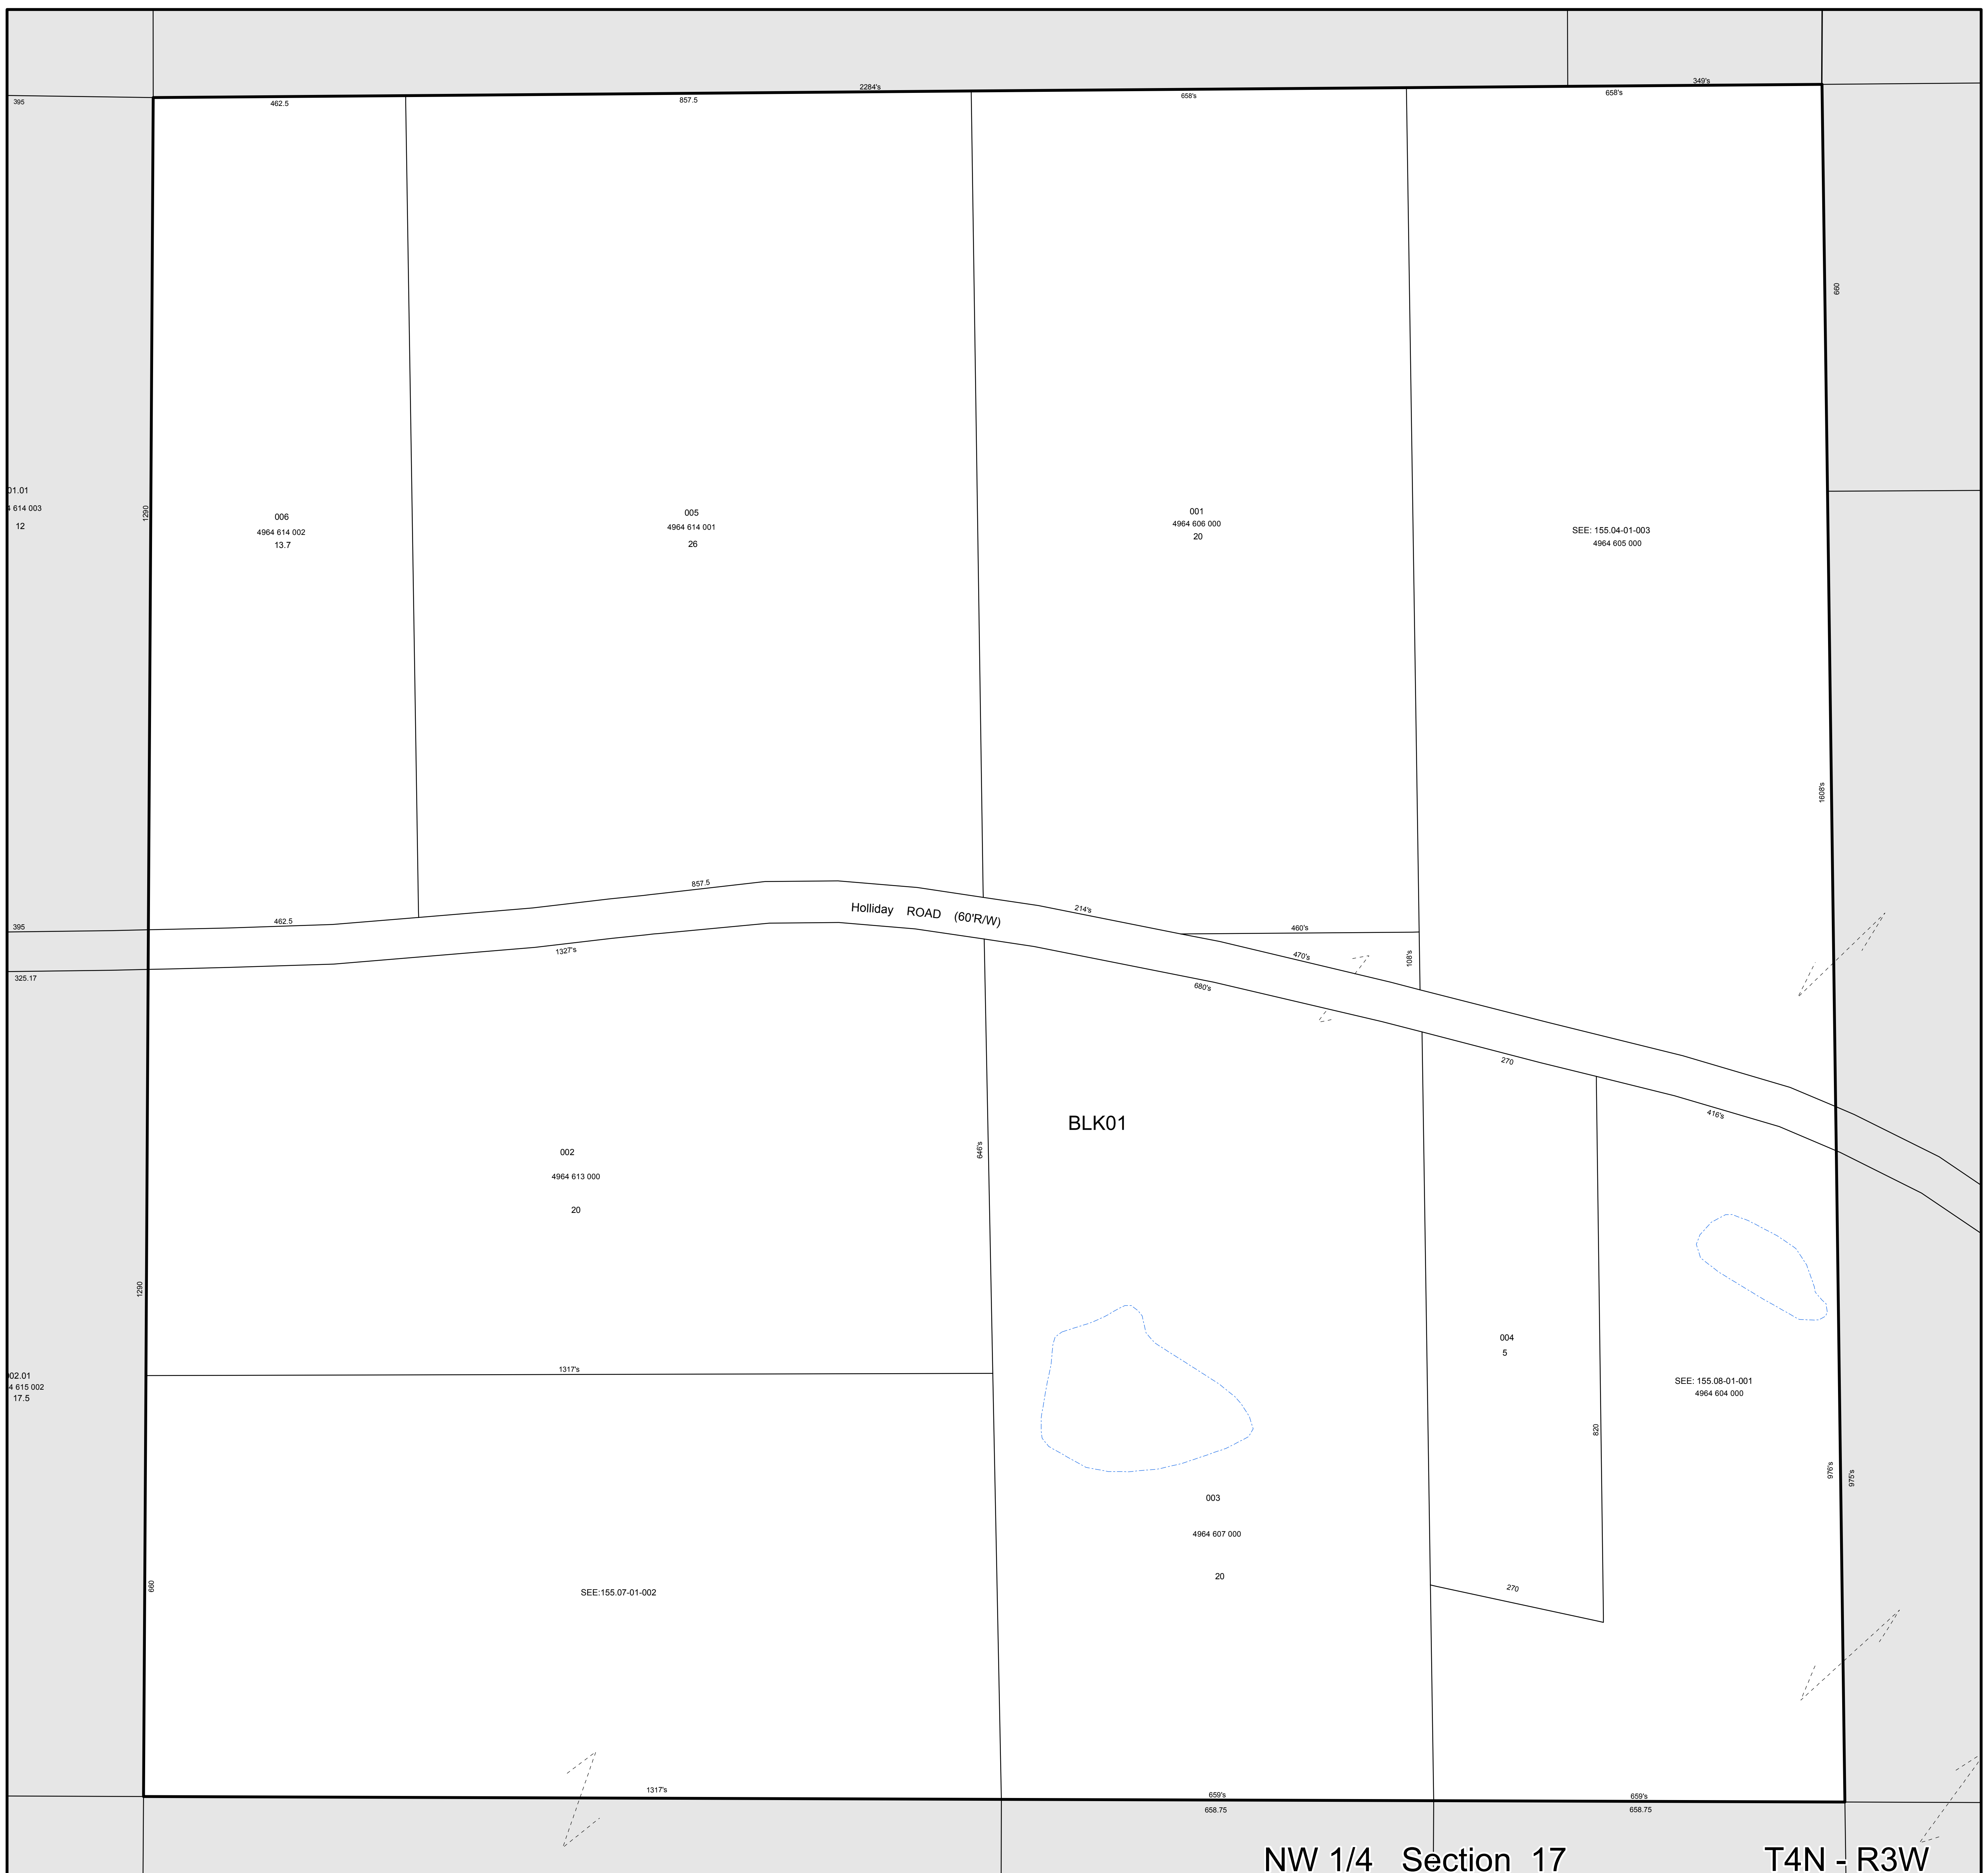 349's
2284's
658's
658's
395
462.5
857.5
660
01.01
4 614 003
12
1290
006
4964 614 002
13.7
005
4964 614 001
26
001
4964 606 000
20
SEE: 155.04-01-003
4964 605 000
1608's
857.5
462.5
Holliday ROAD (60'R/W)
214's
395
460's
470's
108's
325.17
1327's
680's
270
416's
BLK01
646's
002
4964 613 000
20
1290
004
5
1317's
02.01
4 615 002
17.5
SEE: 155.08-01-001
4964 604 000
820
976's
975's
003
4964 607 000
20
660
SEE:155.07-01-002
270
1317's
659's
658.75
659's
658.75
NW 1/4 Section 17 T4N - R3W